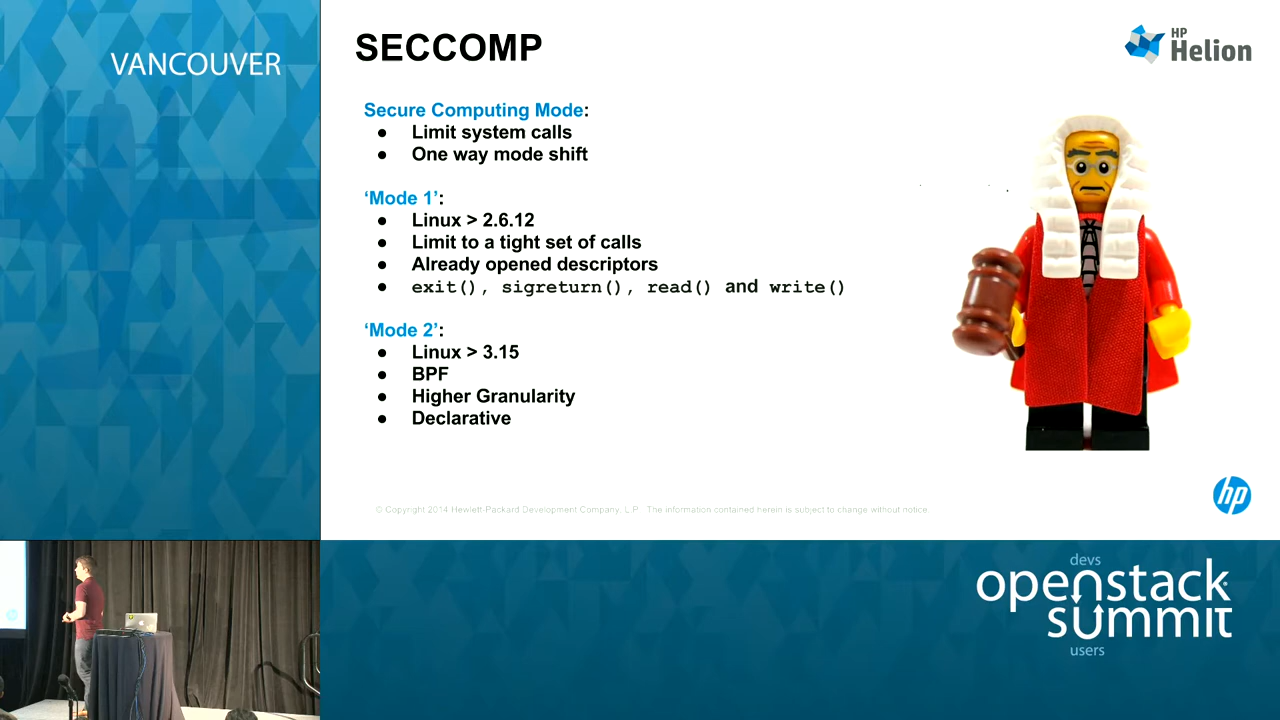 VANCOUVER
SECCOMP
HP
Helion
Secure Computing Mode:
● Limit system calls
● One way mode shift
‘Mode 1’:
● Linux > 2.6.12
● Limit to a tight set of calls
● Already opened descriptors
● exit(), sigreturn(), read() and write()
‘Mode 2’:
● Linux > 3.15
● BPF
● Higher Granularity
● Declarative
hp
© Copyright 2014 Hewlett-Packard Development Company, L.P. The information contained herein is subject to change without notice.
devs
openstack
summit
users